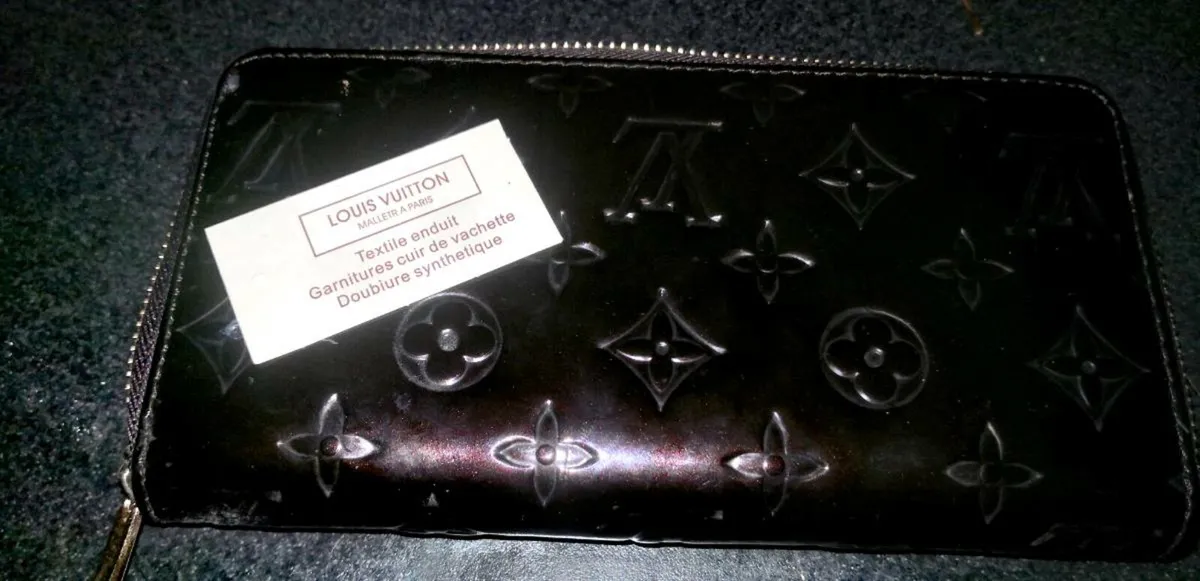 LOUIS VUITTON
MALLETR A PARIS
Textile enduit
Garnitures cuir de vachette
Doubiure synthetique